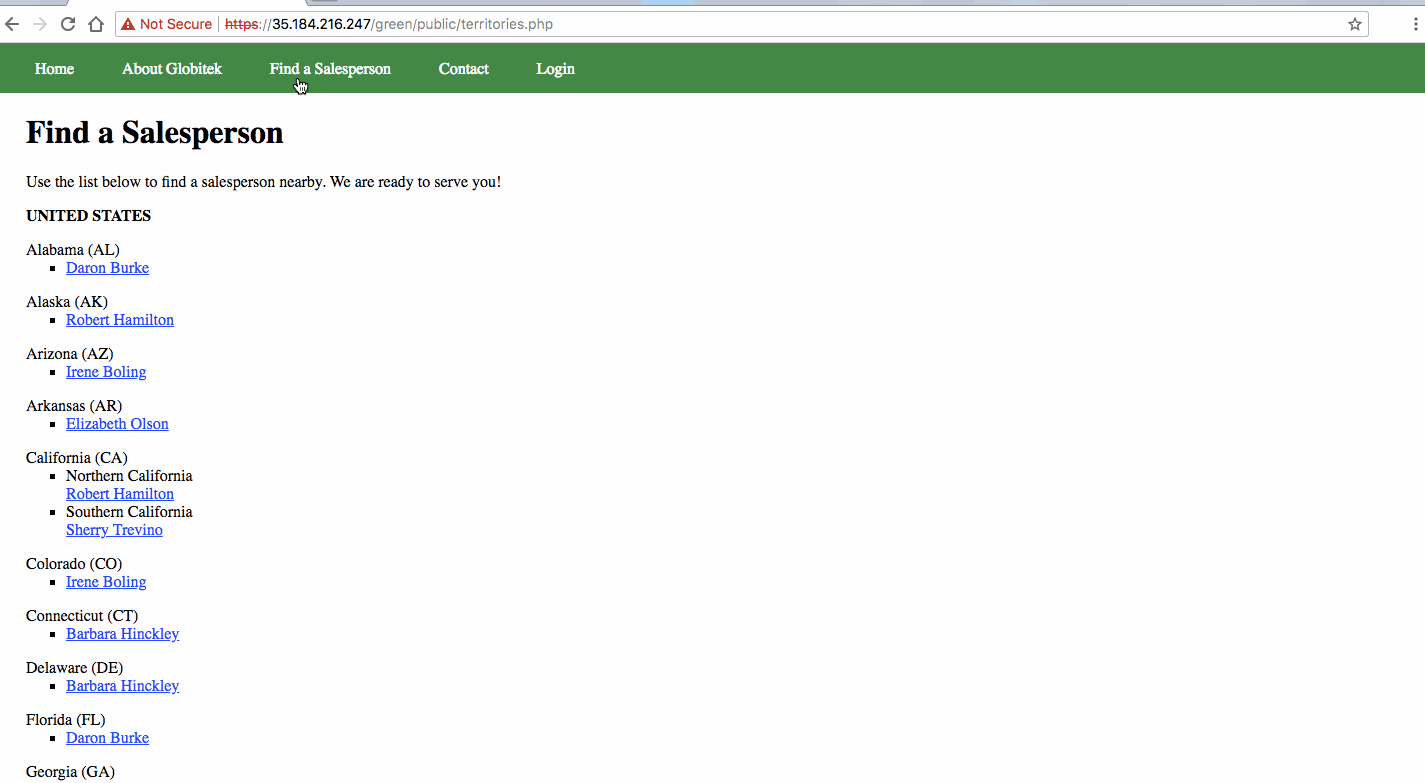 Not Secure https://35.184.216.247/green/public/territories.php
Home About Globitek Find a Salesperson Contact Login
Find a Salesperson
Use the list below to find a salesperson nearby. We are ready to serve you!
UNITED STATES
Alabama (AL)
Daron Burke
Alaska (AK)
Robert Hamilton
Arizona (AZ)
Irene Boling
Arkansas (AR)
Elizabeth Olson
California (CA)
Northern California
Robert Hamilton
Southern California
Sherry Trevino
Colorado (CO)
Irene Boling
Connecticut (CT)
Barbara Hinckley
Delaware (DE)
Barbara Hinckley
Florida (FL)
Daron Burke
Georgia (GA)